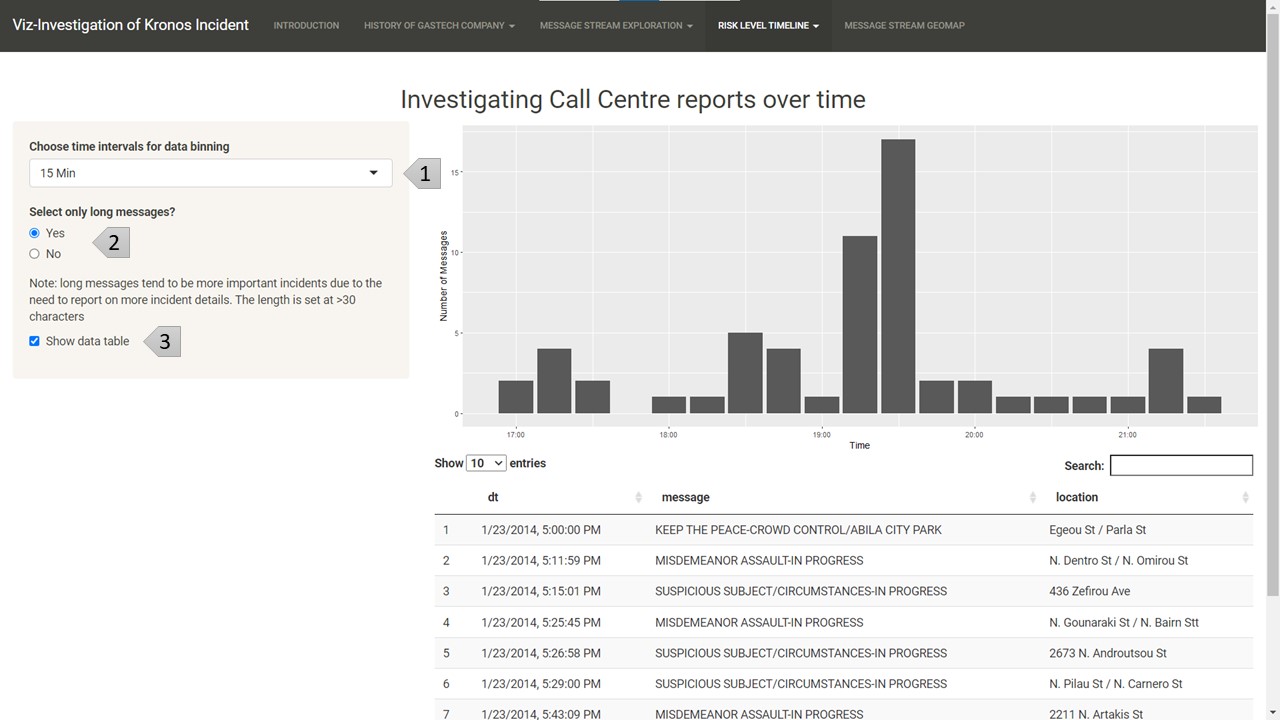 Viz-Investigation of Kronos Incident INTRODUCTION HISTORY OF GASTECH COMPANY MESSAGE STREAM EXPLORATION RISK LEVEL TIMELINE MESSAGE STREAM GEOMAP
Investigating Call Centre reports over time
Choose time intervals for data binning
15 Min
1
Select only long messages?
Yes
No
2
Note: long messages tend to be more important incidents due to the
need to report on more incident details. The length is set at >30
characters
Show data table
3
Number of Messages
15
10
5
0
17:00 18:00 19:00 20:00 21:00
Time
Show 10 entries Search:
dt message location
1 1/23/2014, 5:00:00 PM KEEP THE PEACE-CROWD CONTROL/ABILA CITY PARK Egeou St / Parla St
2 1/23/2014, 5:11:59 PM MISDEMEANOR ASSAULT-IN PROGRESS N. Dentro St / N. Omirou St
3 1/23/2014, 5:15:01 PM SUSPICIOUS SUBJECT/CIRCUMSTANCES-IN PROGRESS 436 Zefirou Ave
4 1/23/2014, 5:25:45 PM MISDEMEANOR ASSAULT-IN PROGRESS N. Gounaraki St / N. Bairn Stt
5 1/23/2014, 5:26:58 PM SUSPICIOUS SUBJECT/CIRCUMSTANCES-IN PROGRESS 2673 N. Androutsou St
6 1/23/2014, 5:29:00 PM SUSPICIOUS SUBJECT/CIRCUMSTANCES-IN PROGRESS N. Pilau St / N. Carnero St
7 1/23/2014, 5:43:09 PM MISDEMEANOR ASSAULT-IN PROGRESS 2211 N. Artakis St